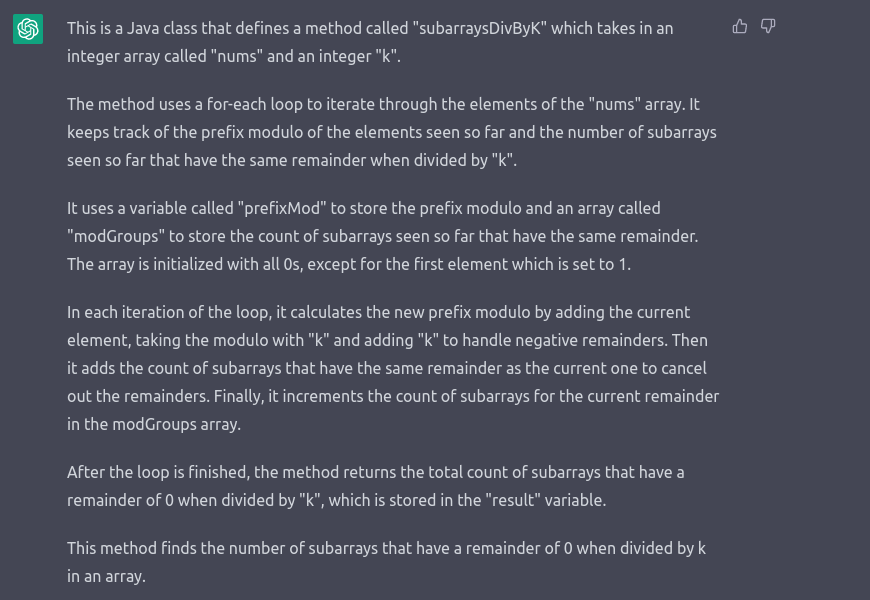 This is a Java class that defines a method called "subarraysDivByK" which takes in an
integer array called "nums" and an integer "k".
The method uses a for-each loop to iterate through the elements of the "nums" array. It
keeps track of the prefix modulo of the elements seen so far and the number of subarrays
seen so far that have the same remainder when divided by "k".
It uses a variable called "prefixMod" to store the prefix modulo and an array called
"modGroups" to store the count of subarrays seen so far that have the same remainder.
The array is initialized with all 0s, except for the first element which is set to 1.
In each iteration of the loop, it calculates the new prefix modulo by adding the current
element, taking the modulo with "k" and adding "k" to handle negative remainders. Then
it adds the count of subarrays that have the same remainder as the current one to cancel
out the remainders. Finally, it increments the count of subarrays for the current remainder
in the modGroups array.
After the loop is finished, the method returns the total count of subarrays that have a
remainder of 0 when divided by "k", which is stored in the "result" variable.
This method finds the number of subarrays that have a remainder of 0 when divided by k
in an array.